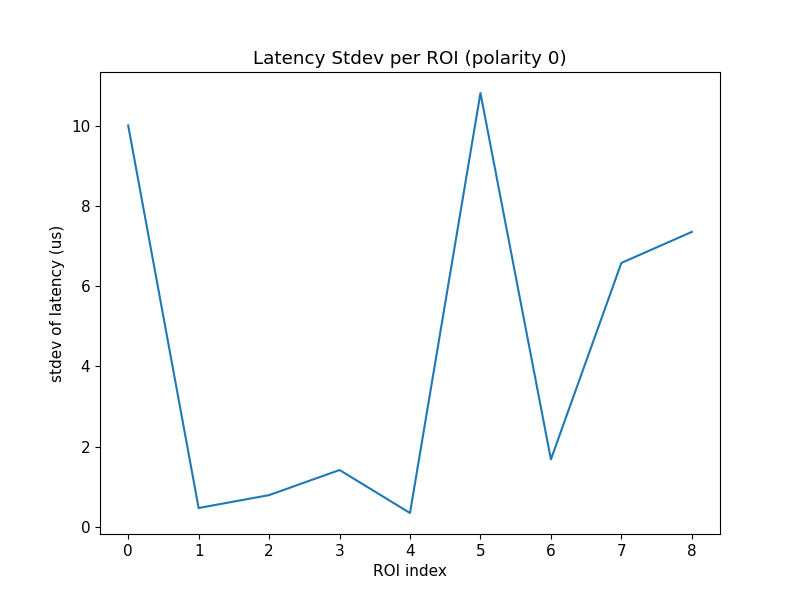 Latency Stdev per ROI (polarity 0)
stdev of latency (us)
10
8
6
4
2
0
0 1 2 3 4 5 6 7 8
ROI index